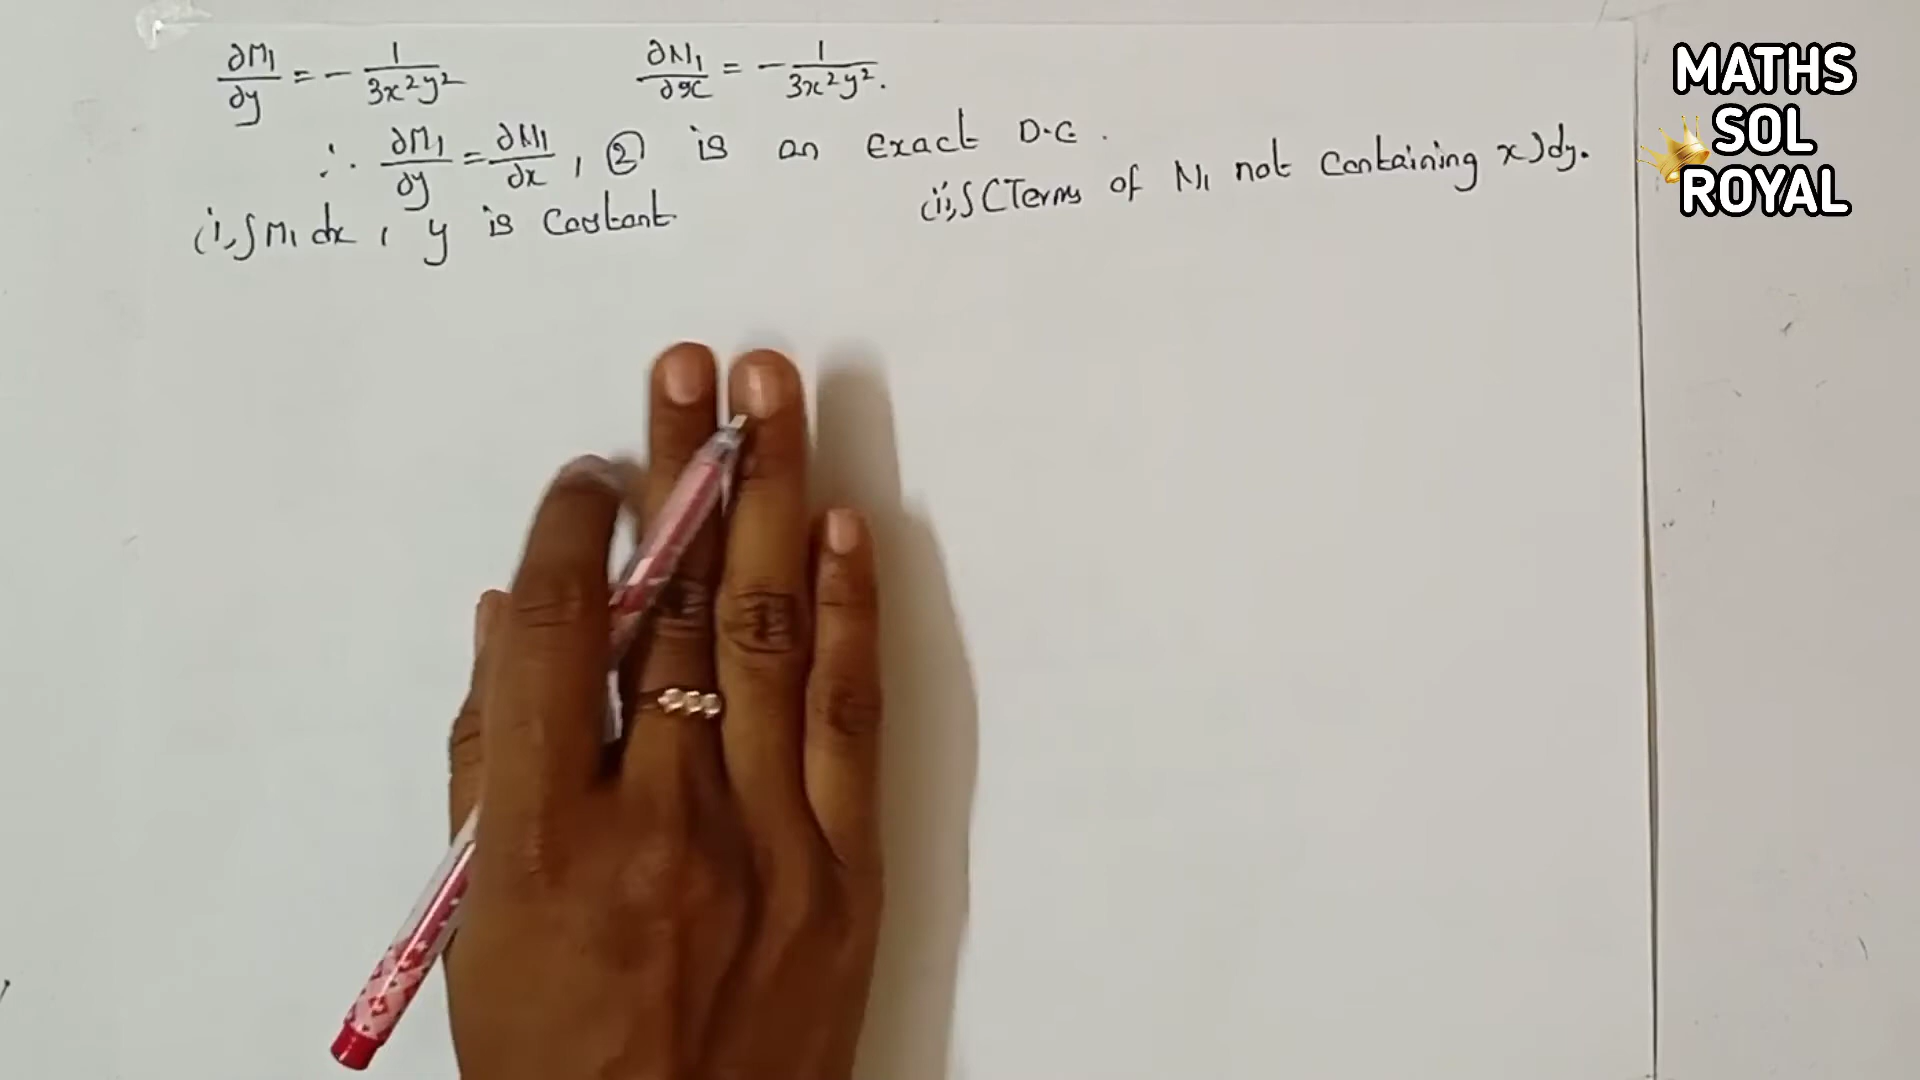 ∂M₁/∂y = - 1/3x²y² ∂N₁/∂x = - 1/3x²y².
∴ ∂M₁/∂y = ∂N₁/∂x , ② is an Exact D.E .
(i) ∫M₁ dx , y is Constant (ii) ∫(Terms of N₁ not Containing x)dy.
MATHS
SOL
ROYAL